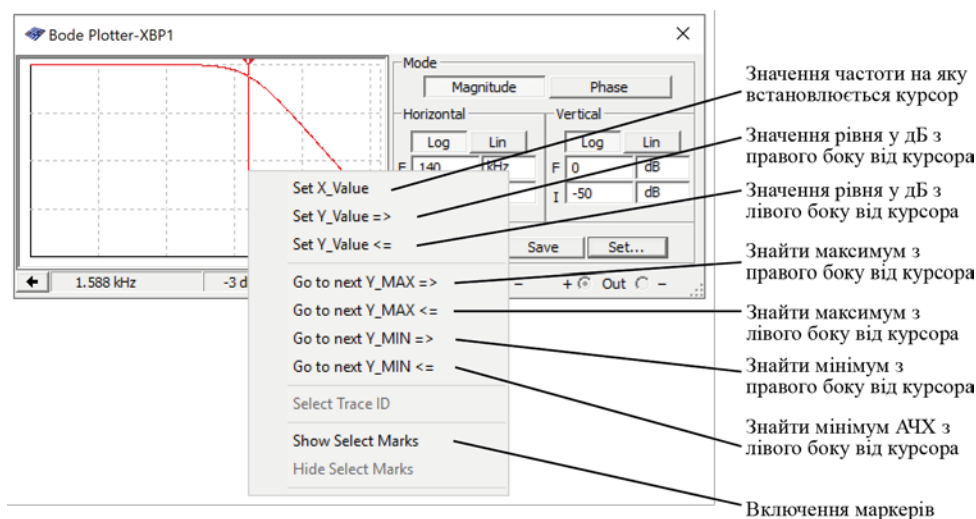 Bode Plotter-XBP1
Mode
Magnitude Phase
Horizontal Vertical
Log Lin Log Lin
F 140 kHz F 0 dB
I -50 dB
Save Set...
1.588 kHz -3 d − + Out −
Set X_Value
Set Y_Value =>
Set Y_Value <=
Go to next Y_MAX =>
Go to next Y_MAX <=
Go to next Y_MIN =>
Go to next Y_MIN <=
Select Trace ID
Show Select Marks
Hide Select Marks
Значення частоти на яку
встановлюється курсор
Значення рівня у дБ з
правого боку від курсора
Значення рівня у дБ з
лівого боку від курсора
Знайти максимум з
правого боку від курсора
Знайти максимум з
лівого боку від курсора
Знайти мінімум з
правого боку від курсора
Знайти мінімум АЧХ з
лівого боку від курсора
Включення маркерів